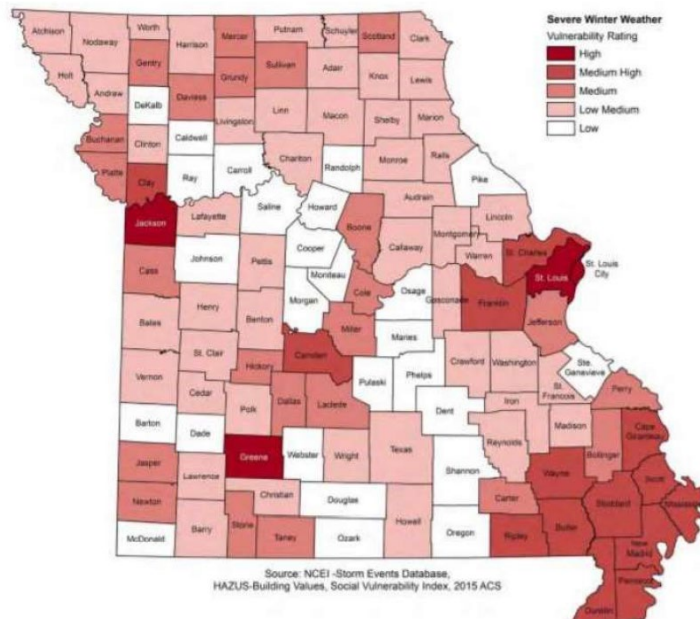 Severe Winter Weather
Vulnerability Rating
High
Medium High
Medium
Low Medium
Low
Atchison
Nodaway
Worth
Harrison
Mercer
Putnam
Schuyler
Scotland
Clark
Holt
Gentry
Grundy
Sullivan
Adair
Knox
Lewis
Andrew
DeKalb
Daviess
Livingston
Linn
Macon
Shelby
Marion
Buchanan
Clinton
Caldwell
Chariton
Randolph
Monroe
Ralls
Platte
Clay
Ray
Carroll
Pike
Audrain
Jackson
Lafayette
Saline
Howard
Boone
Callaway
Montgomery
Lincoln
Warren
St. Charles
St. Louis
St. Louis
City
Cass
Johnson
Pettis
Cooper
Moniteau
Cole
Osage
Gasconade
Franklin
Jefferson
Bates
Henry
Benton
Morgan
Miller
Maries
St. Clair
Hickory
Camden
Pulaski
Phelps
Crawford
Washington
St.
Francois
Ste.
Genevieve
Perry
Vernon
Cedar
Polk
Dallas
Laclede
Dent
Iron
Madison
Cape
Girardeau
Barton
Dade
Greene
Webster
Wright
Texas
Shannon
Reynolds
Wayne
Bollinger
Scott
Jasper
Lawrence
Christian
Douglas
Carter
Stoddard
Newton
Stone
Taney
Ozark
Howell
Oregon
Ripley
Butler
New
Madrid
McDonald
Barry
Pemiscot
Dunklin
Source: NCEI -Storm Events Database,
HAZUS-Building Values, Social Vulnerability Index, 2015 ACS